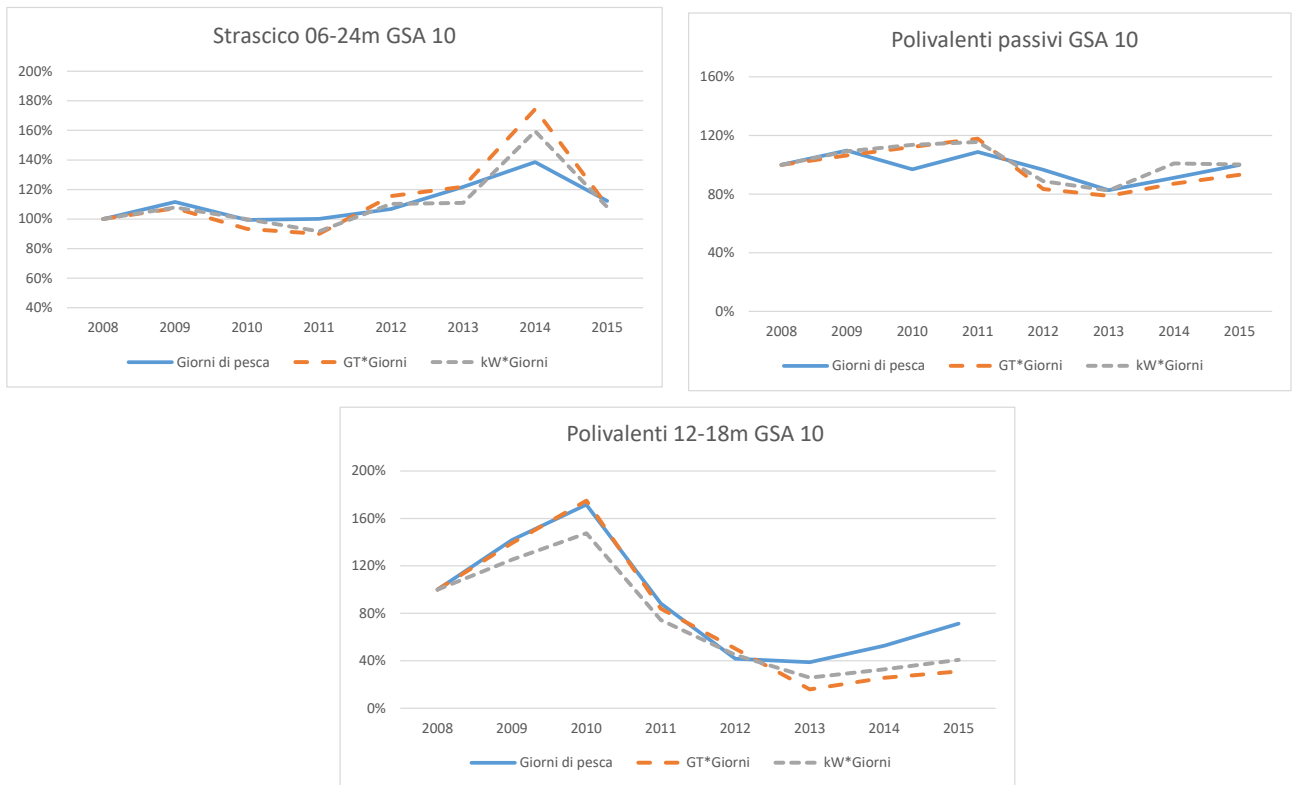 Strascico 06-24m GSA 10
200%
180%
160%
140%
120%
100%
80%
60%
40%
2008 2009 2010 2011 2012 2013 2014 2015
Giorni di pesca GT*Giorni kW*Giorni
Polivalenti passivi GSA 10
160%
120%
80%
40%
0%
2008 2009 2010 2011 2012 2013 2014 2015
Giorni di pesca GT*Giorni kW*Giorni
Polivalenti 12-18m GSA 10
200%
160%
120%
80%
40%
0%
2008 2009 2010 2011 2012 2013 2014 2015
Giorni di pesca GT*Giorni kW*Giorni